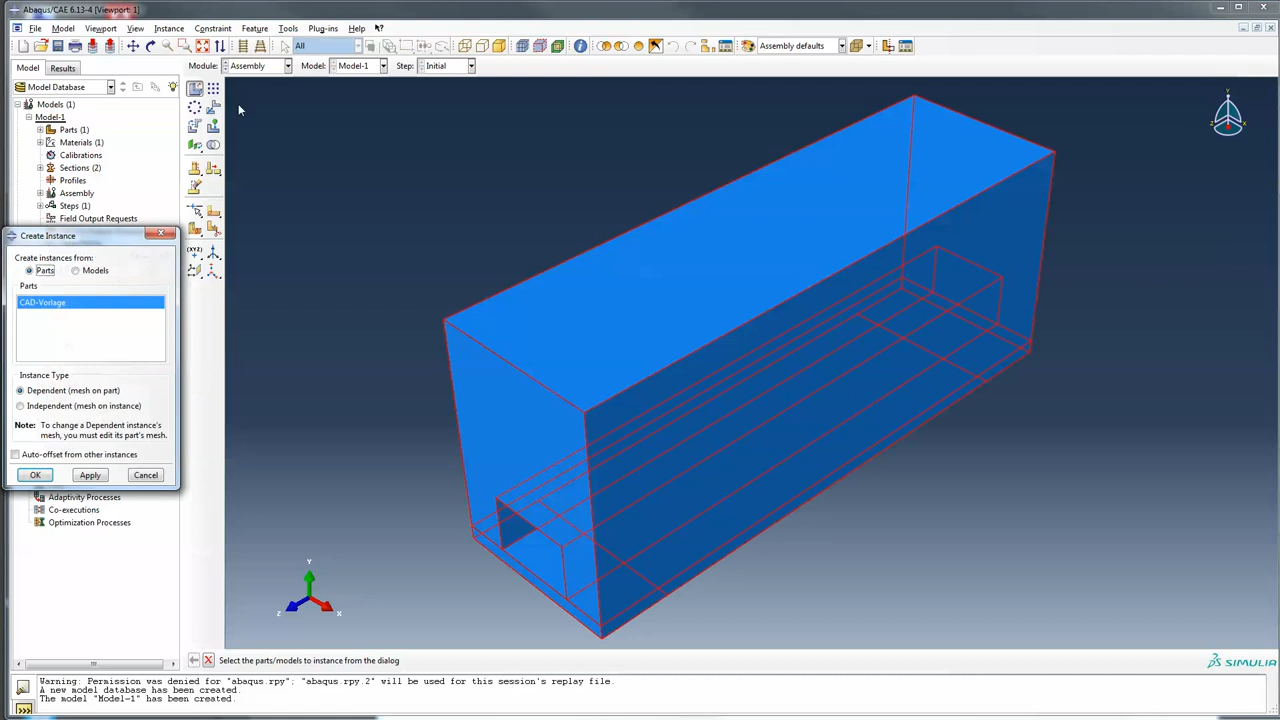 Abaqus/CAE 6.13-4 [Viewport: 1]
File Model Viewport View Instance Constraint Feature Tools Plug-ins Help
All
Assembly defaults
Model Results
Module: Assembly Model: Model-1 Step: Initial
Model Database
Models (1)
Model-1
Parts (1)
Materials (1)
Calibrations
Sections (2)
Profiles
Assembly
Steps (1)
Field Output Requests
Create Instance
Create instances from:
Parts Models
Parts
CAD-Vorlage
Instance Type
Dependent (mesh on part)
Independent (mesh on instance)
Note: To change a Dependent instance's
mesh, you must edit its part's mesh.
Auto-offset from other instances
OK Apply Cancel
Adaptivity Processes
Co-executions
Optimization Processes
(XYZ)
Y
Z X
Y
Z X
Select the parts/models to instance from the dialog
SIMULIA
Warning: Permission was denied for "abaqus.rpy"; "abaqus.rpy.2" will be used for this session's replay file.
A new model database has been created.
The model "Model-1" has been created.
>>>